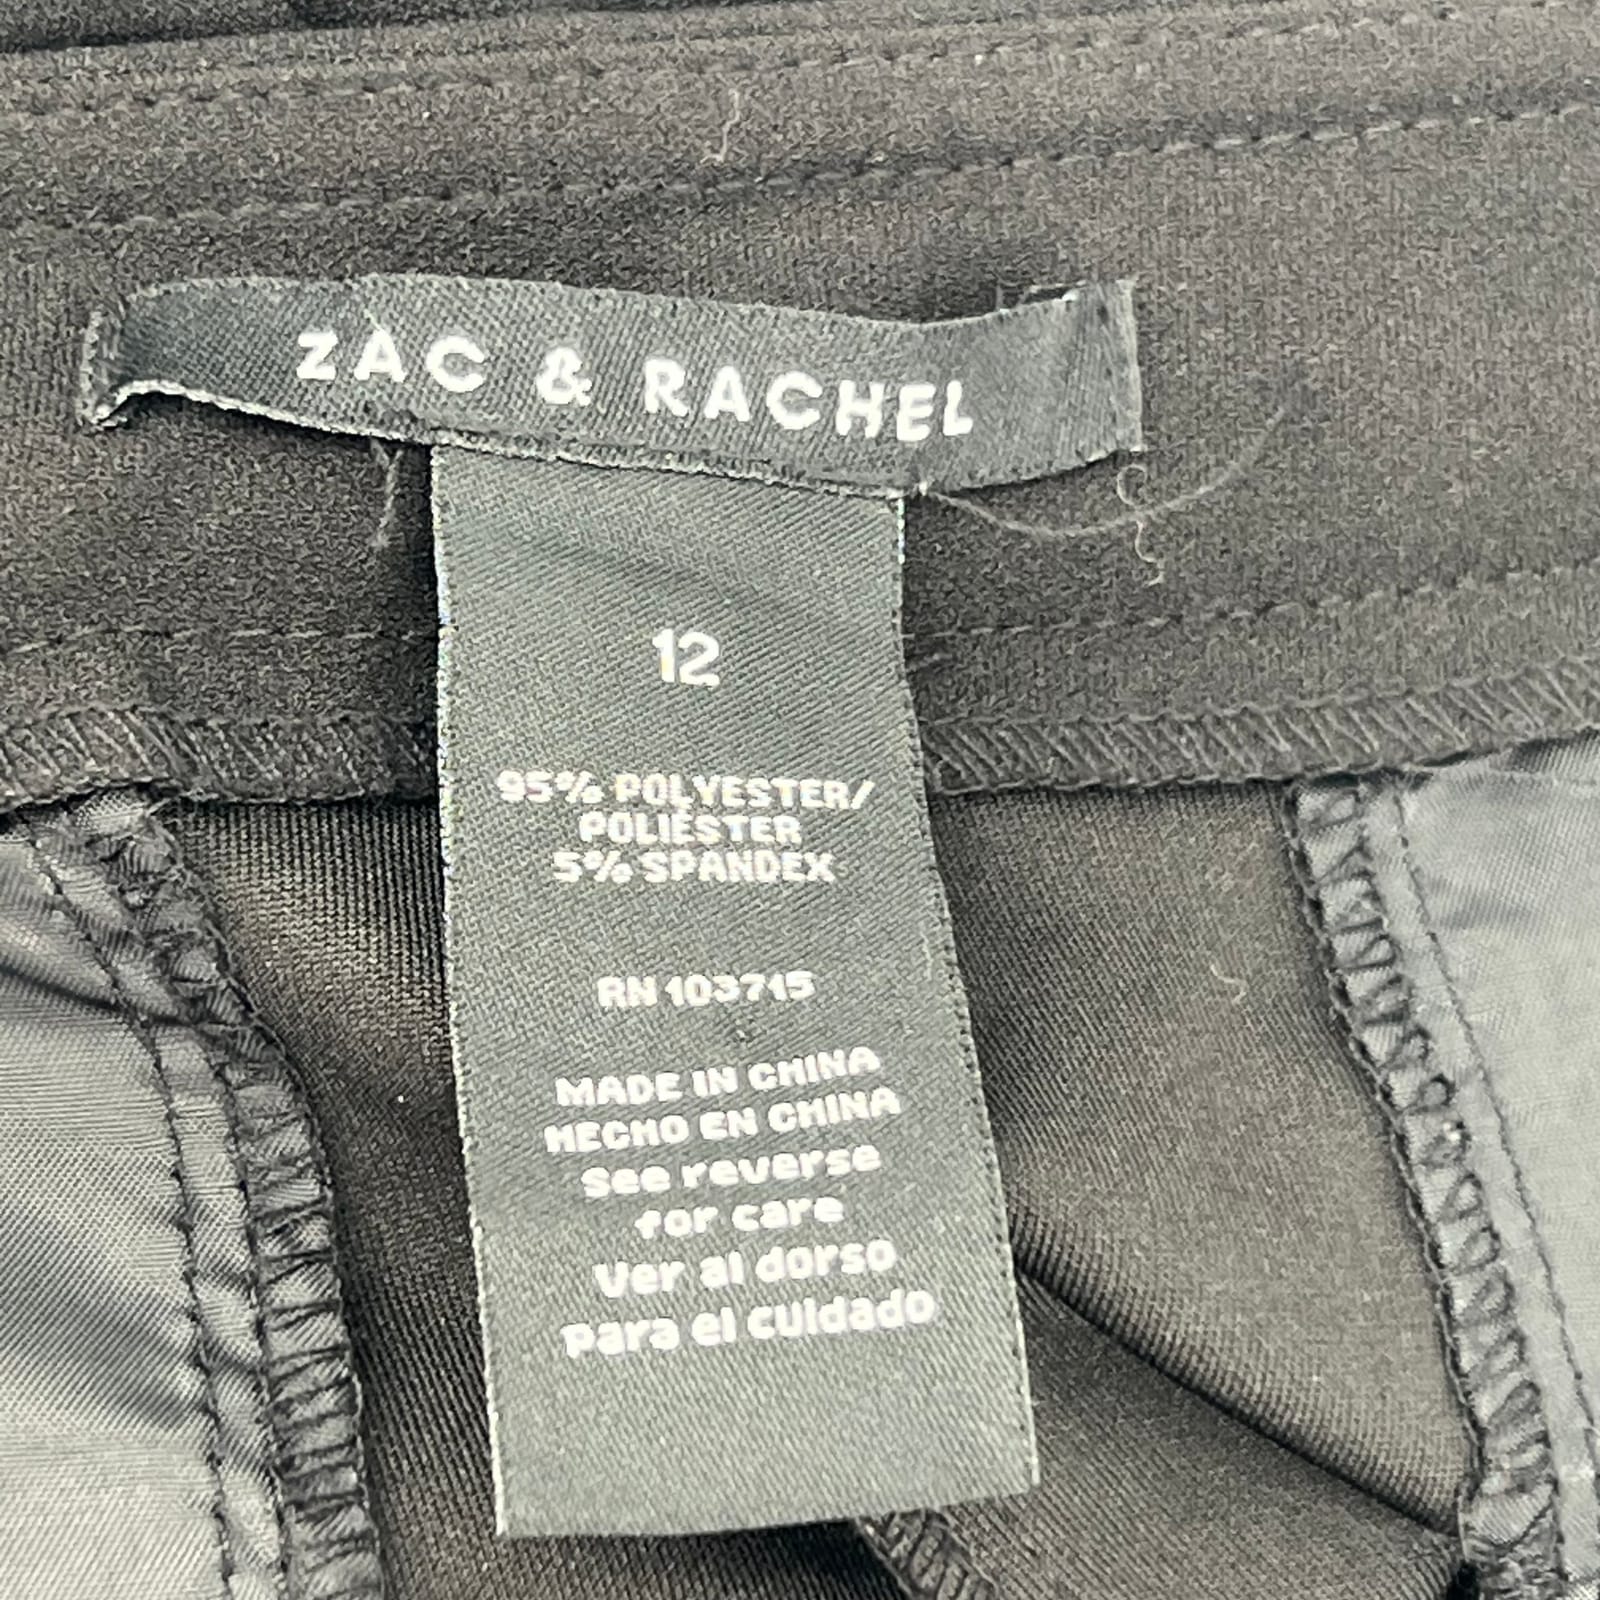 ZAC & RACHEL
12
95% POLYESTER/
POLIÉSTER
5% SPANDEX
RN 103715
MADE IN CHINA
HECHO EN CHINA
See reverse
for care
Ver al dorso
para el cuidado